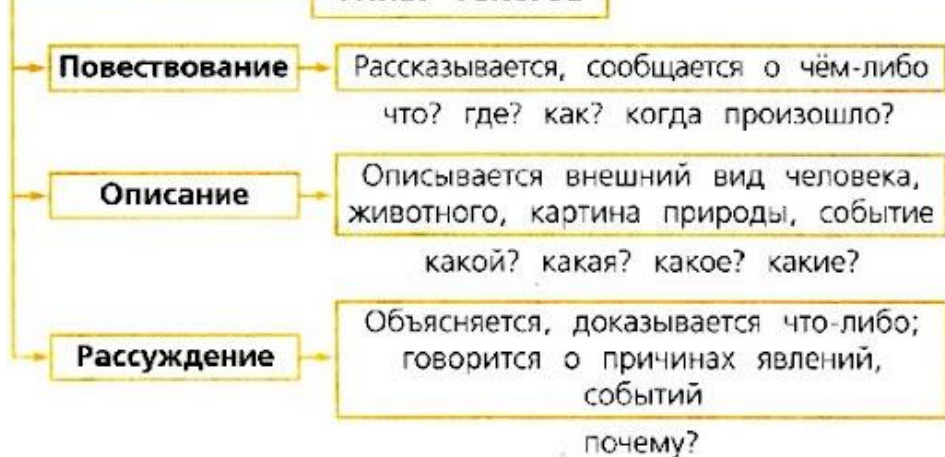 Повествование
Рассказывается, сообщается о чём-либо
что? где? как? когда произошло?
Описание
Описывается внешний вид человека,
животного, картина природы, событие
какой? какая? какое? какие?
Рассуждение
Объясняется, доказывается что-либо;
говорится о причинах явлений,
событий
почему?